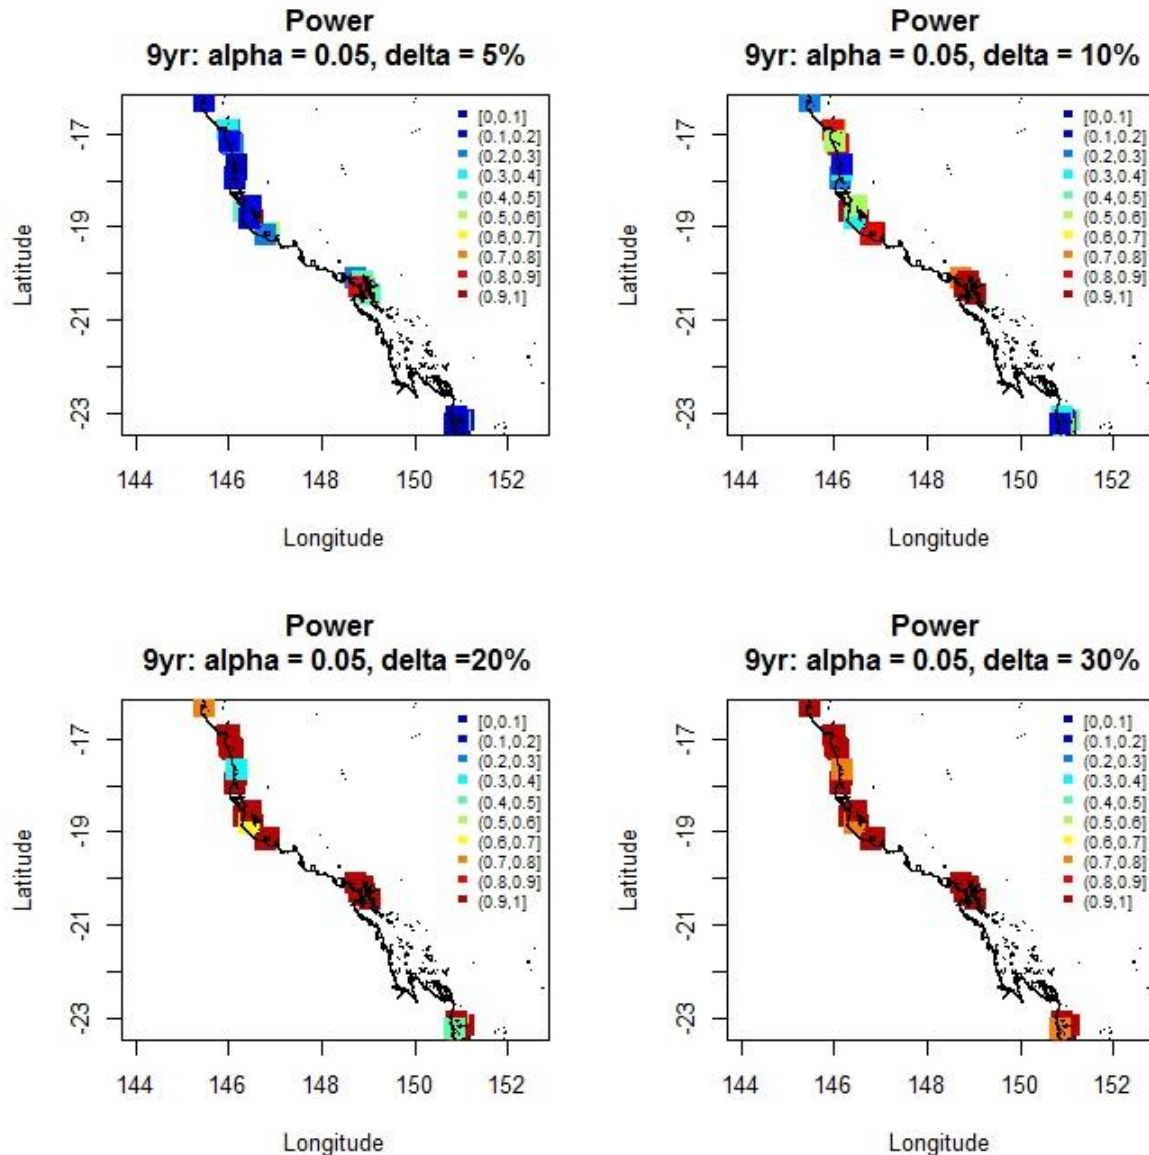 Power
9yr: alpha = 0.05, delta = 5%
Latitude
-17
-19
-21
-23
[0,0.1]
(0.1,0.2]
(0.2,0.3]
(0.3,0.4]
(0.4,0.5]
(0.5,0.6]
(0.6,0.7]
(0.7,0.8]
(0.8,0.9]
(0.9,1]
144 146 148 150 152
Longitude
Power
9yr: alpha = 0.05, delta = 10%
Latitude
-17
-19
-21
-23
[0,0.1]
(0.1,0.2]
(0.2,0.3]
(0.3,0.4]
(0.4,0.5]
(0.5,0.6]
(0.6,0.7]
(0.7,0.8]
(0.8,0.9]
(0.9,1]
144 146 148 150 152
Longitude
Power
9yr: alpha = 0.05, delta =20%
Latitude
-17
-19
-21
-23
[0,0.1]
(0.1,0.2]
(0.2,0.3]
(0.3,0.4]
(0.4,0.5]
(0.5,0.6]
(0.6,0.7]
(0.7,0.8]
(0.8,0.9]
(0.9,1]
144 146 148 150 152
Longitude
Power
9yr: alpha = 0.05, delta = 30%
Latitude
-17
-19
-21
-23
[0,0.1]
(0.1,0.2]
(0.2,0.3]
(0.3,0.4]
(0.4,0.5]
(0.5,0.6]
(0.6,0.7]
(0.7,0.8]
(0.8,0.9]
(0.9,1]
144 146 148 150 152
Longitude